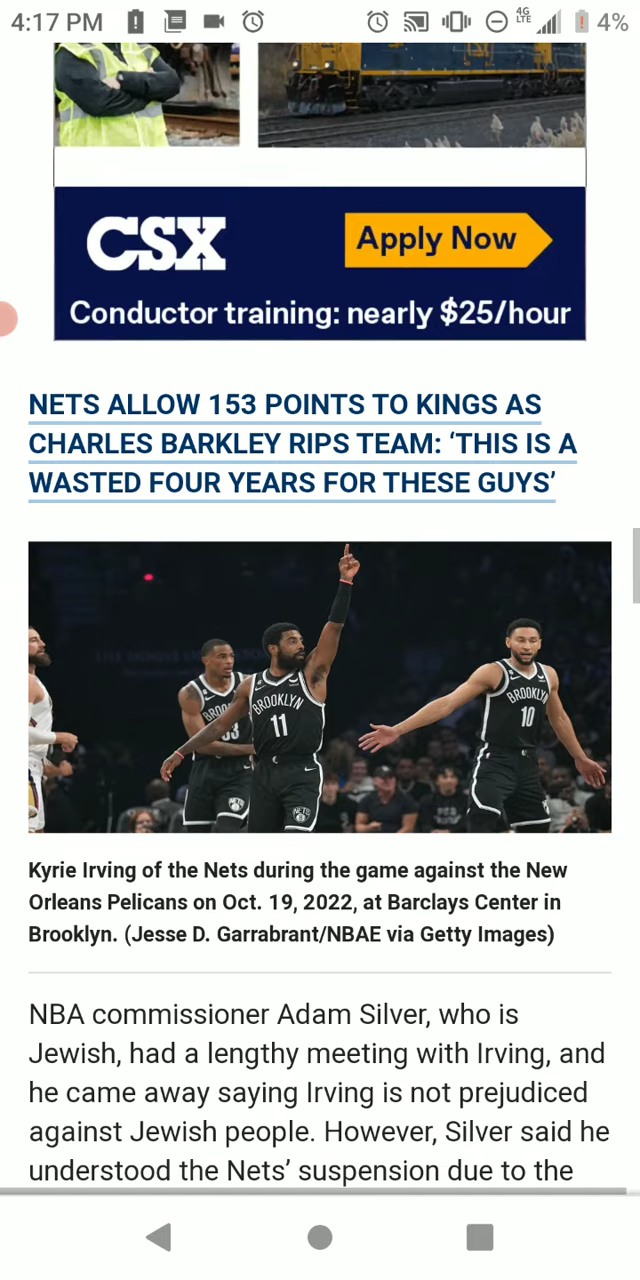 4:17 PM 4G LTE 4%
CSX
Apply Now
Conductor training: nearly $25/hour
NETS ALLOW 153 POINTS TO KINGS AS
CHARLES BARKLEY RIPS TEAM: ‘THIS IS A
WASTED FOUR YEARS FOR THESE GUYS’
BROOKLYN
11
NETS
BROOKLYN
10
Kyrie Irving of the Nets during the game against the New
Orleans Pelicans on Oct. 19, 2022, at Barclays Center in
Brooklyn. (Jesse D. Garrabrant/NBAE via Getty Images)
NBA commissioner Adam Silver, who is
Jewish, had a lengthy meeting with Irving, and
he came away saying Irving is not prejudiced
against Jewish people. However, Silver said he
understood the Nets’ suspension due to the